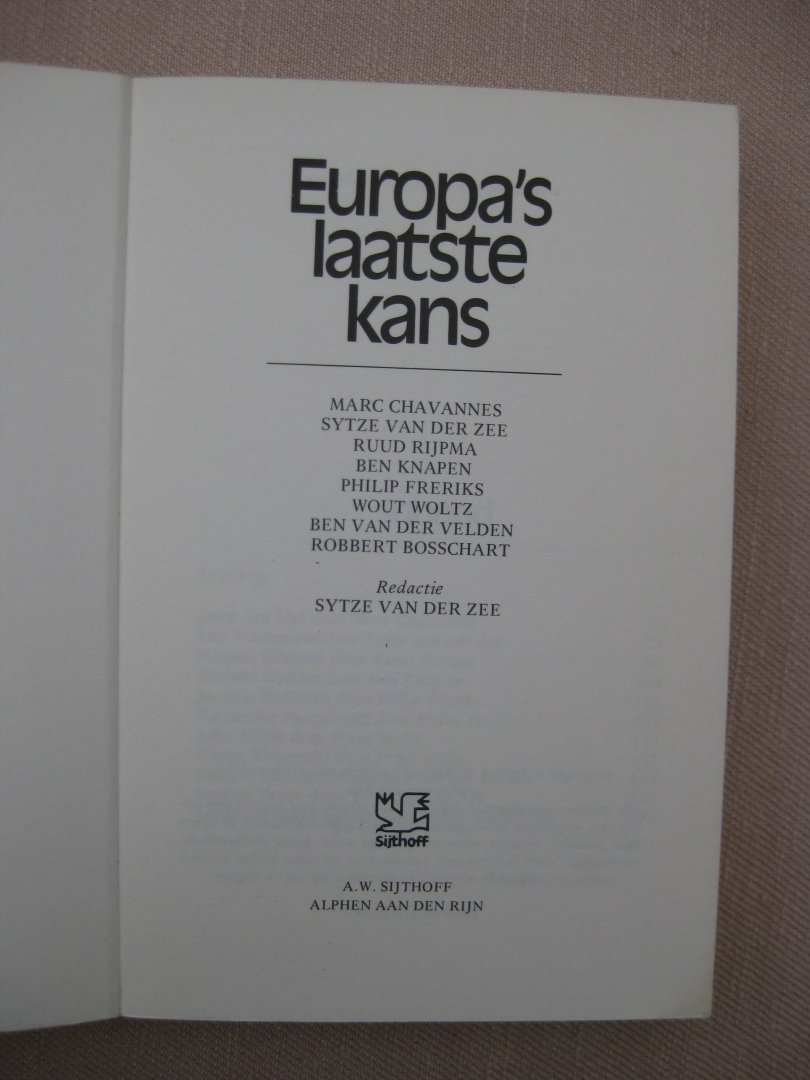 Europa's
laatste
kans
MARC CHAVANNES
SYTZE VAN DER ZEE
RUUD RIJPMA
BEN KNAPEN
PHILIP FRERIKS
WOUT WOLTZ
BEN VAN DER VELDEN
ROBBERT BOSSCHART
Redactie
SYTZE VAN DER ZEE
Sijthoff
A.W. SIJTHOFF
ALPHEN AAN DEN RIJN